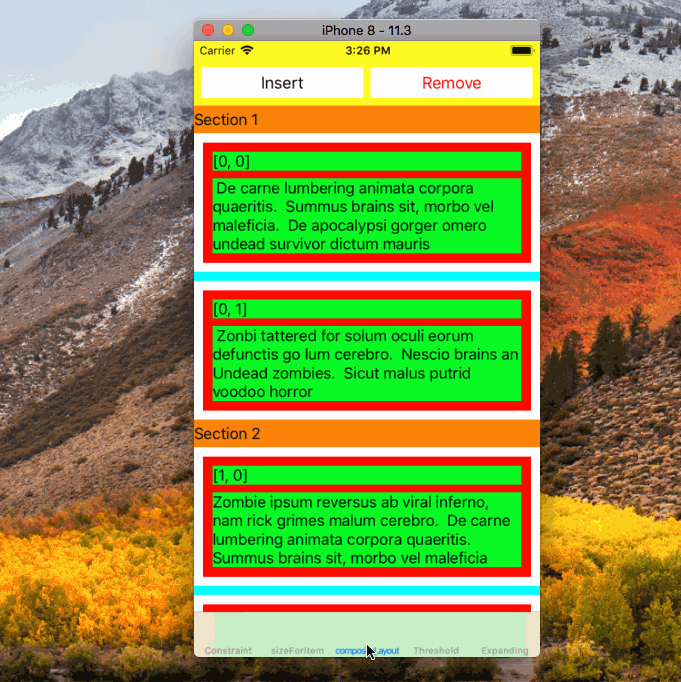 iPhone 8 - 11.3
Carrier 3:26 PM
Insert Remove
Section 1
[0, 0]
De carne lumbering animata corpora
quaeritis. Summus brains sit, morbo vel
maleficia. De apocalypsi gorger omero
undead survivor dictum mauris
[0, 1]
Zonbi tattered for solum oculi eorum
defunctis go lum cerebro. Nescio brains an
Undead zombies. Sicut malus putrid
voodoo horror
Section 2
[1, 0]
Zombie ipsum reversus ab viral inferno,
nam rick grimes malum cerebro. De carne
lumbering animata corpora quaeritis.
Summus brains sit, morbo vel maleficia
Constraint sizeForItem Threshold Expanding